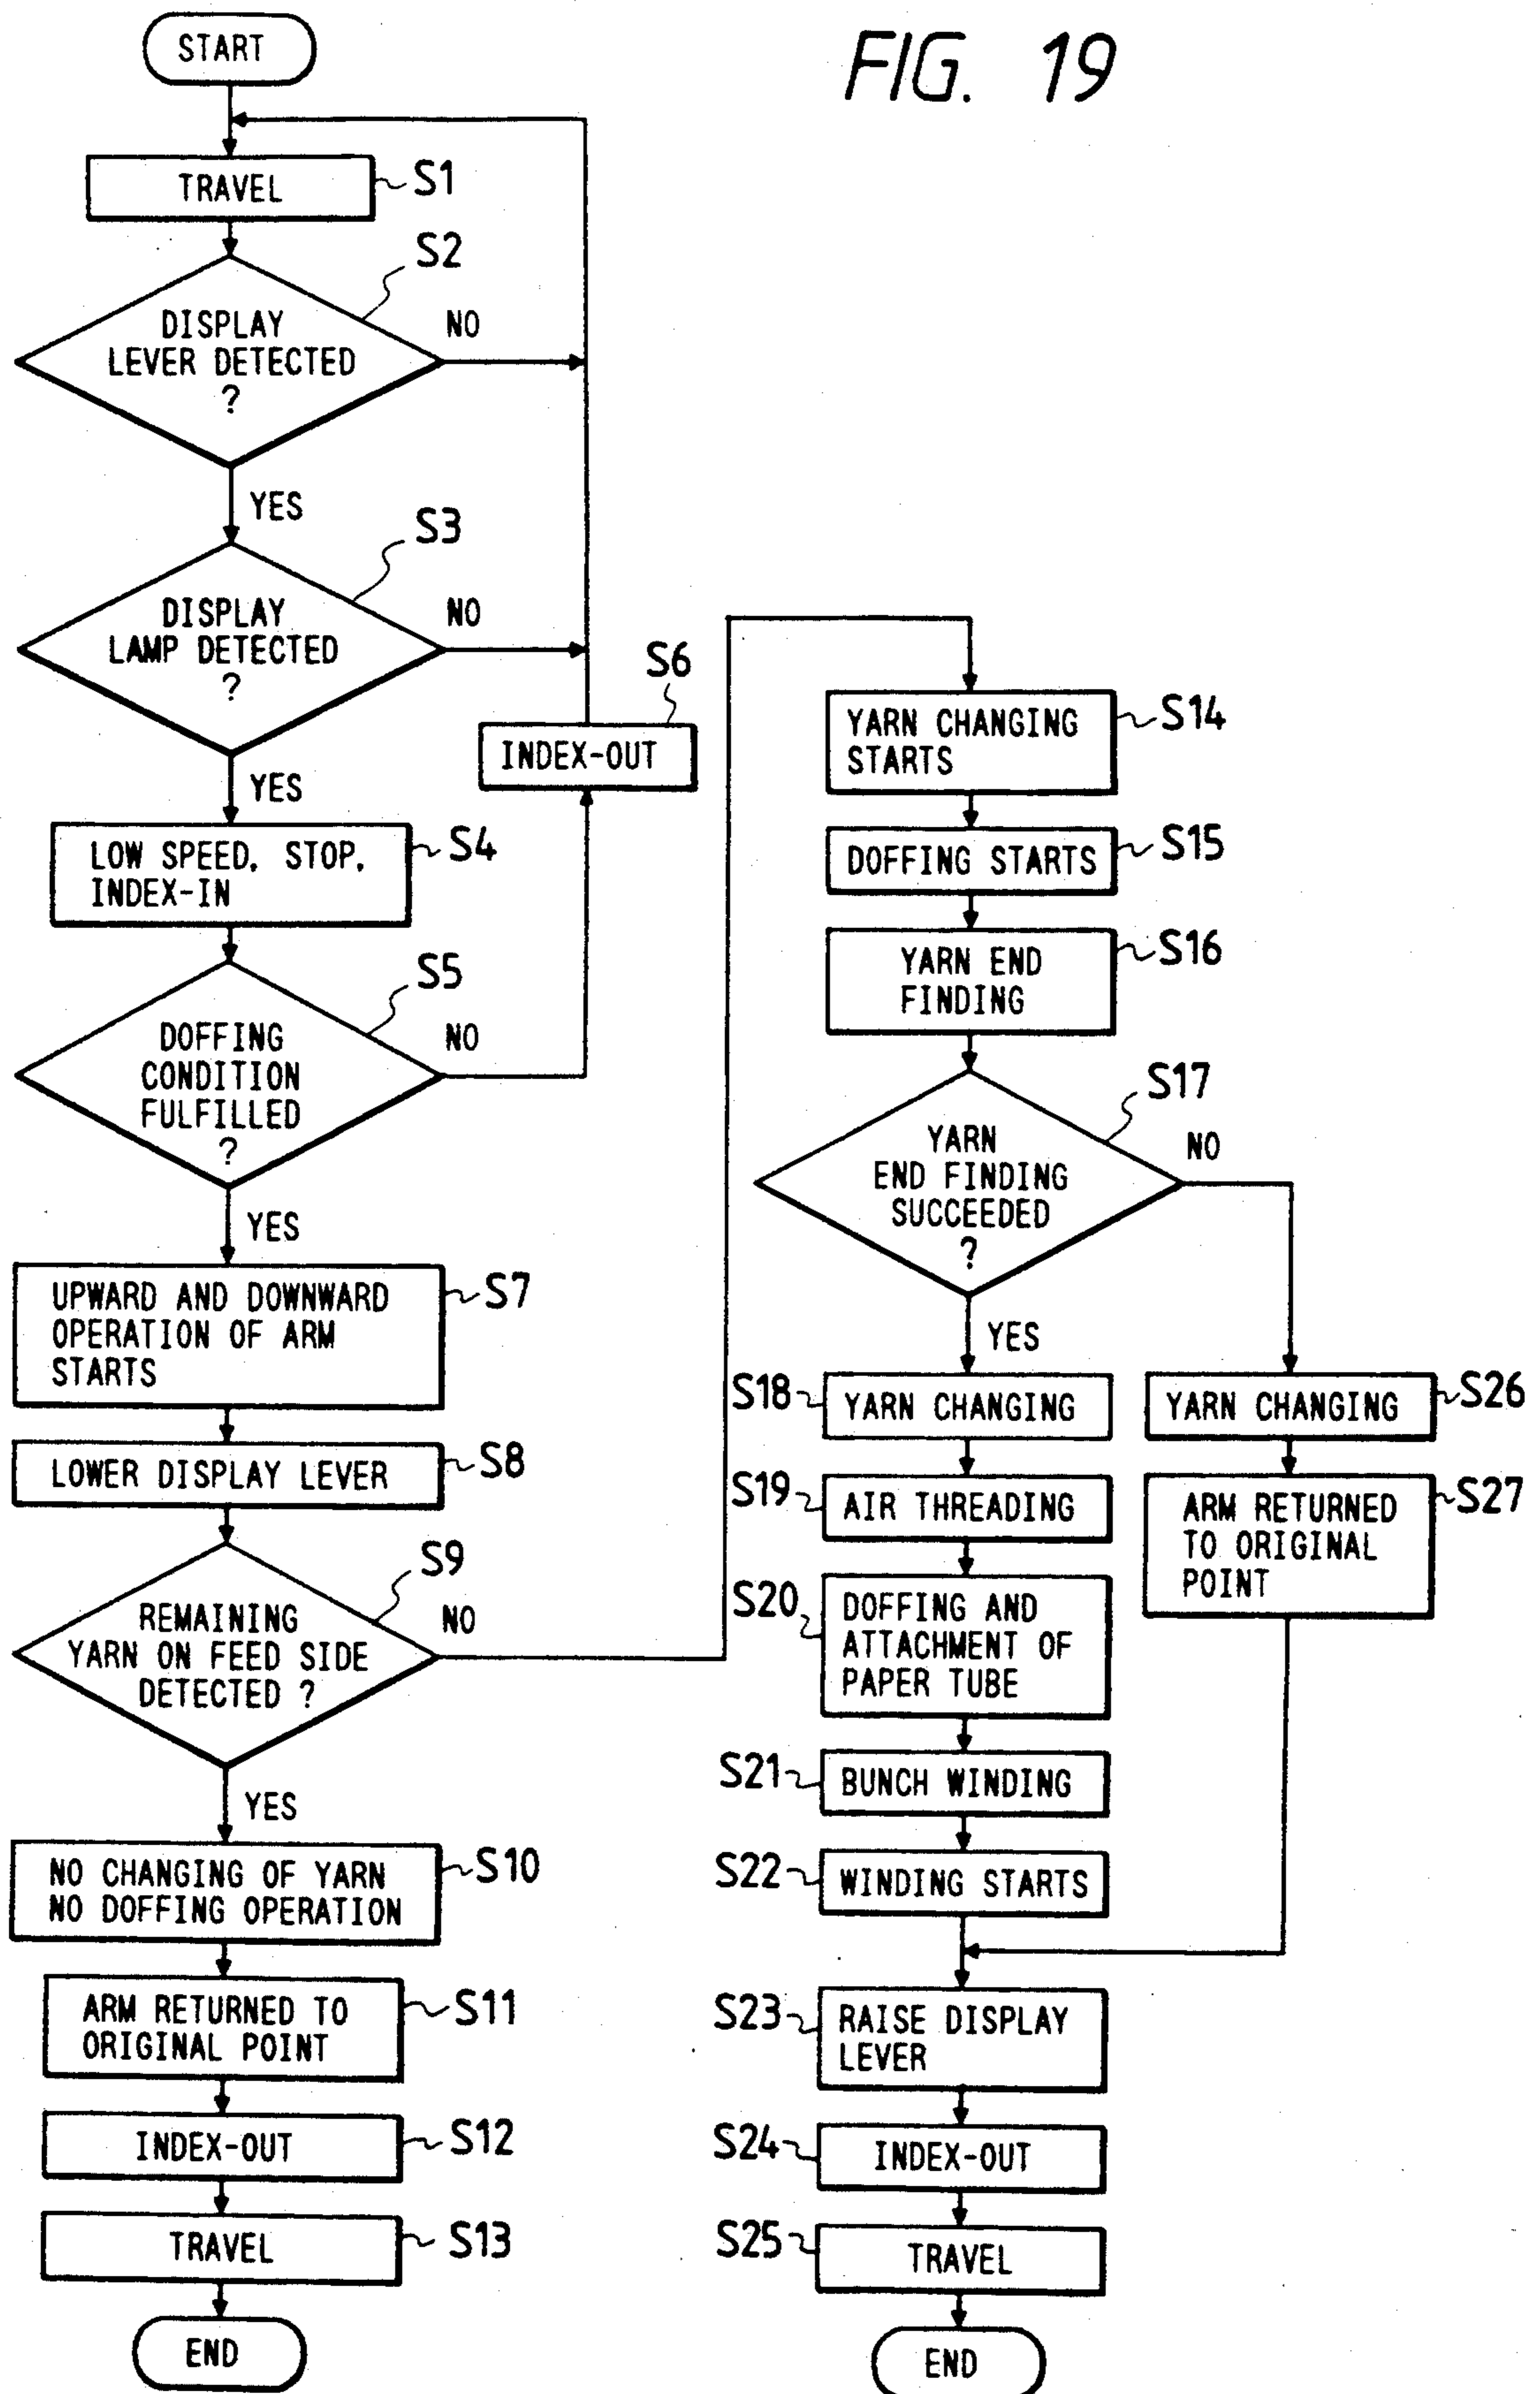 FIG. 19
START
TRAVEL
S1
S2
DISPLAY
LEVER DETECTED
?
NO
YES
S3
DISPLAY
LAMP DETECTED
?
NO
YES
S6
INDEX-OUT
LOW SPEED, STOP,
INDEX-IN
S4
S5
DOFFING
CONDITION
FULFILLED
?
NO
YES
UPWARD AND DOWNWARD
OPERATION OF ARM
STARTS
S7
LOWER DISPLAY LEVER
S8
S9
REMAINING
YARN ON FEED SIDE
DETECTED ?
NO
YES
NO CHANGING OF YARN
NO DOFFING OPERATION
S10
ARM RETURNED TO
ORIGINAL POINT
S11
INDEX-OUT
S12
TRAVEL
S13
END
YARN CHANGING
STARTS
S14
DOFFING STARTS
S15
YARN END
FINDING
S16
S17
YARN
END FINDING
SUCCEEDED
?
NO
YES
S18
YARN CHANGING
S19
AIR THREADING
S20
DOFFING AND
ATTACHMENT OF
PAPER TUBE
S21
BUNCH WINDING
S22
WINDING STARTS
YARN CHANGING
S26
ARM RETURNED
TO ORIGINAL
POINT
S27
S23
RAISE DISPLAY
LEVER
S24
INDEX-OUT
S25
TRAVEL
END